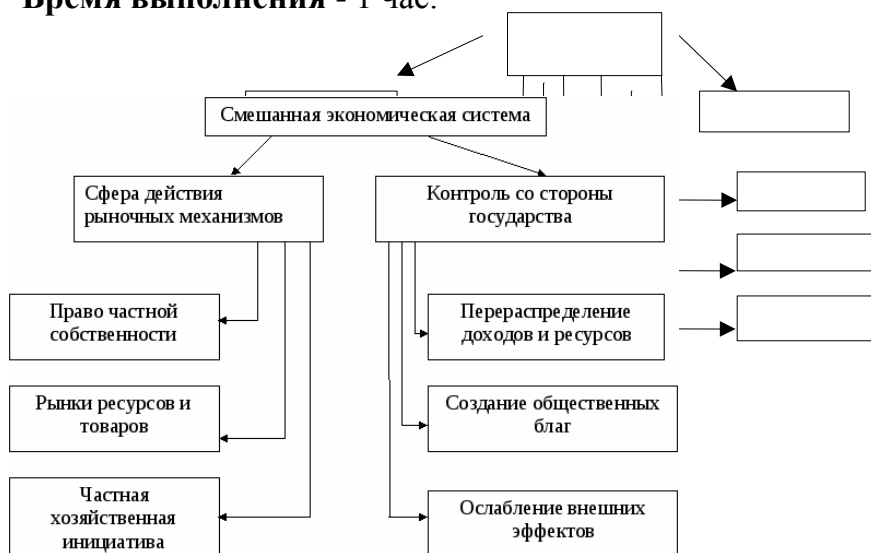 Время выполнения - 1 час.
Смешанная экономическая система
Сфера действия
рыночных механизмов
Контроль со стороны
государства
Право частной
собственности
Перераспределение
доходов и ресурсов
Рынки ресурсов и
товаров
Создание общественных
благ
Частная
хозяйственная
инициатива
Ослабление внешних
эффектов